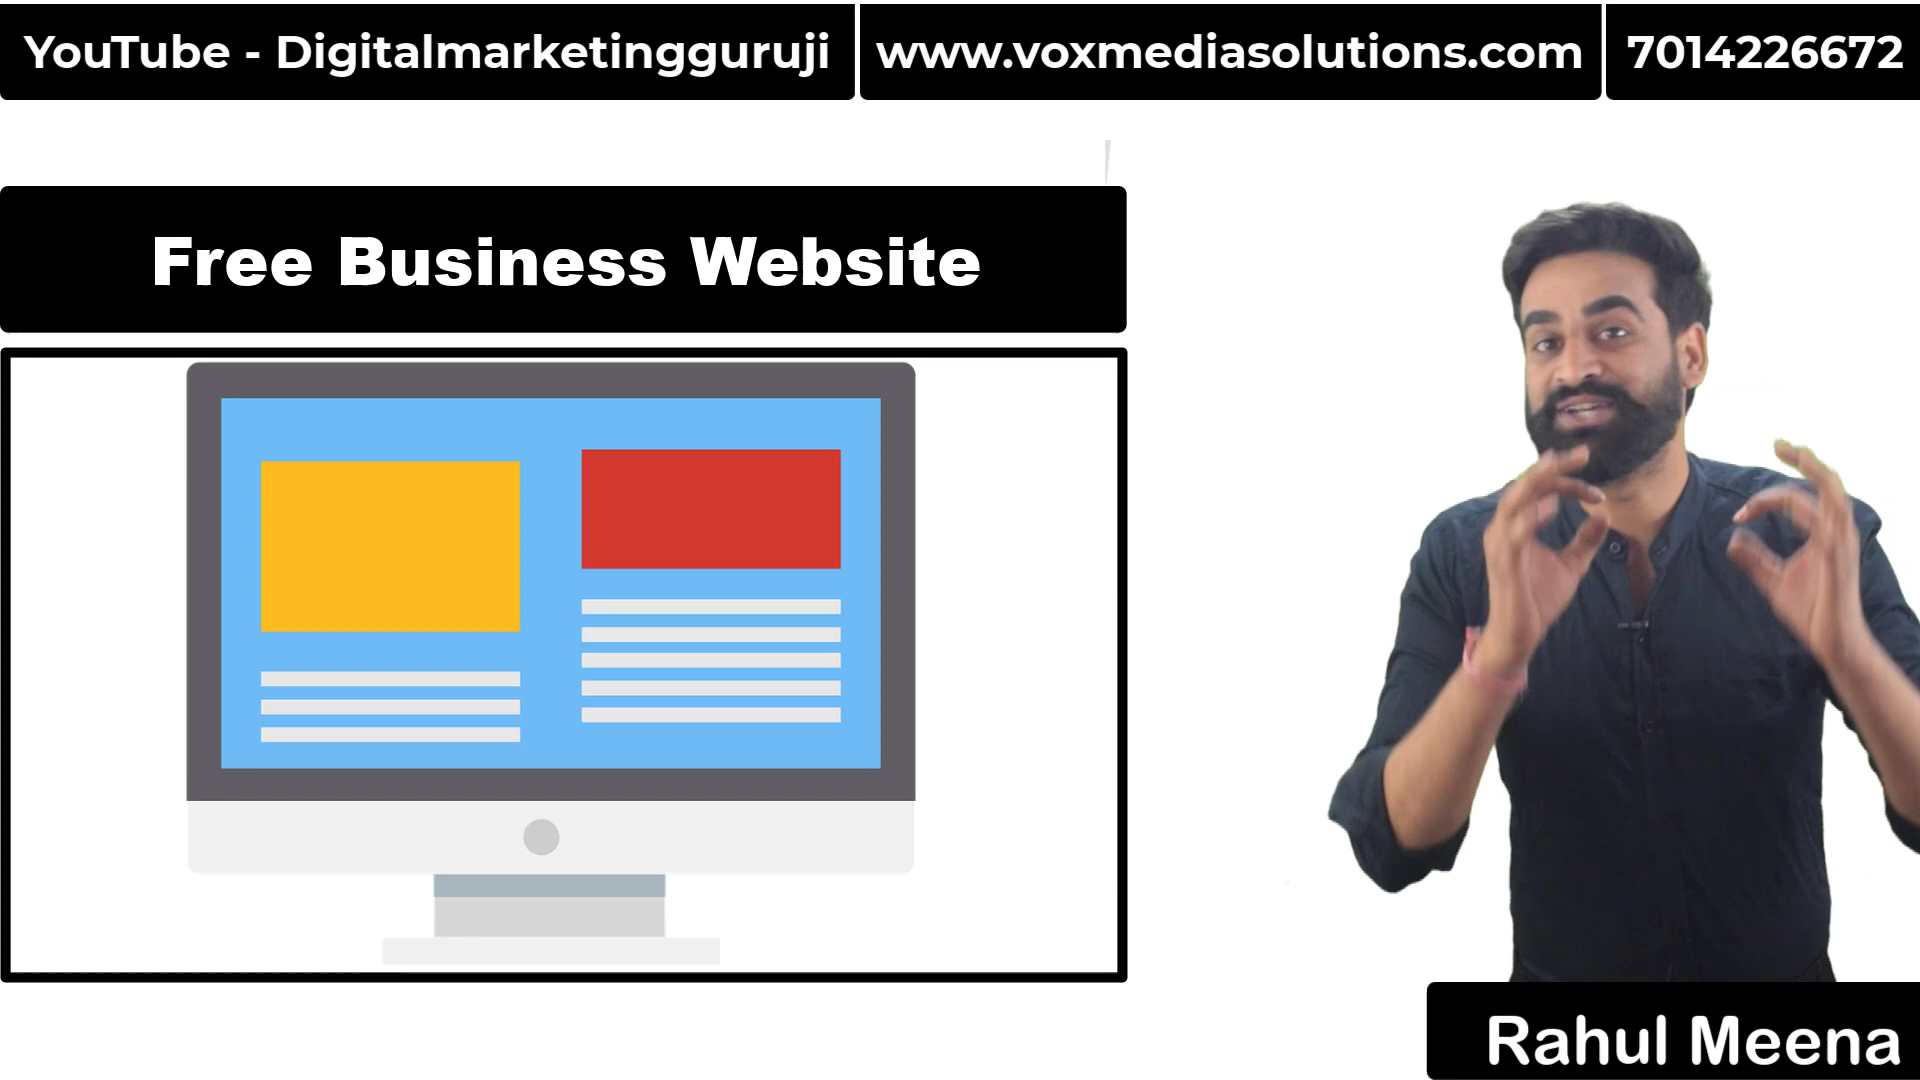 YouTube - Digitalmarketingguruji
www.voxmediasolutions.com
7014226672
Free Business Website
Rahul Meena